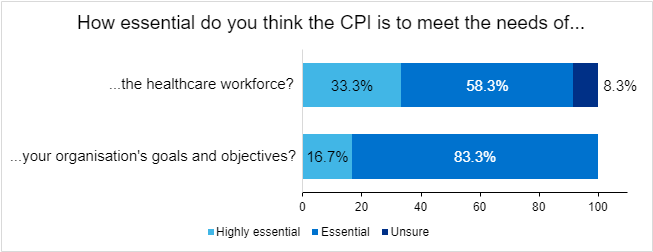 How essential do you think the CPI is to meet the needs of...
...the healthcare workforce?
33.3%
58.3%
8.3%
...your organisation's goals and objectives?
16.7%
83.3%
0
20
40
60
80
100
Highly essential
Essential
Unsure